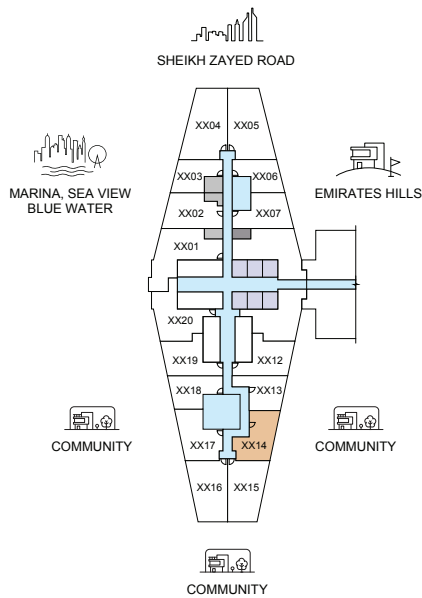 SHEIKH ZAYED ROAD
XX04 XX05
MARINA, SEA VIEW
BLUE WATER
XX03 XX06
EMIRATES HILLS
XX02 XX07
XX01
XX20
XX19 XX12
XX18 XX13
COMMUNITY
XX17 XX14
COMMUNITY
XX16 XX15
COMMUNITY